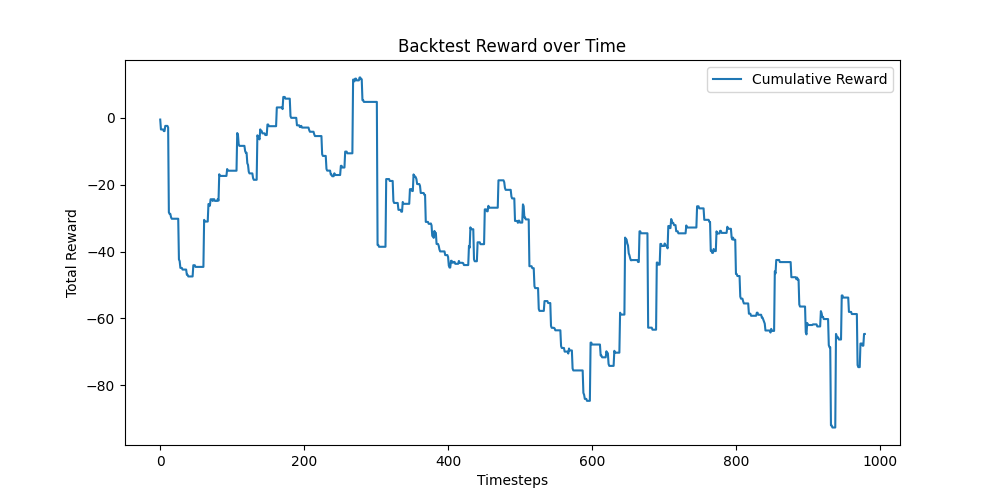 Backtest Reward over Time
Cumulative Reward
Total Reward
0
−20
−40
−60
−80
0 200 400 600 800 1000
Timesteps